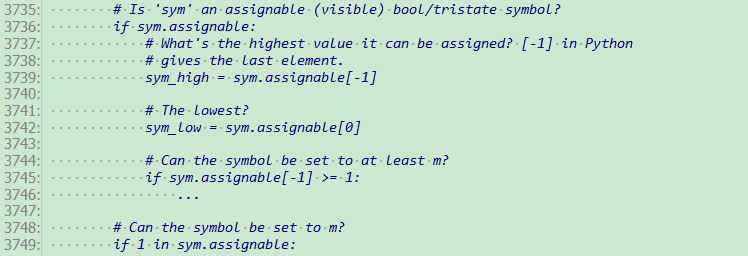 3735: # Is 'sym' an assignable (visible) bool/tristate symbol?
3736: if sym.assignable:
3737: # What's the highest value it can be assigned? [-1] in Python
3738: # gives the last element.
3739: sym_high = sym.assignable[-1]
3740:
3741: # The lowest?
3742: sym_low = sym.assignable[0]
3743:
3744: # Can the symbol be set to at least m?
3745: if sym.assignable[-1] >= 1:
3746: ...
3747:
3748: # Can the symbol be set to m?
3749: if 1 in sym.assignable: